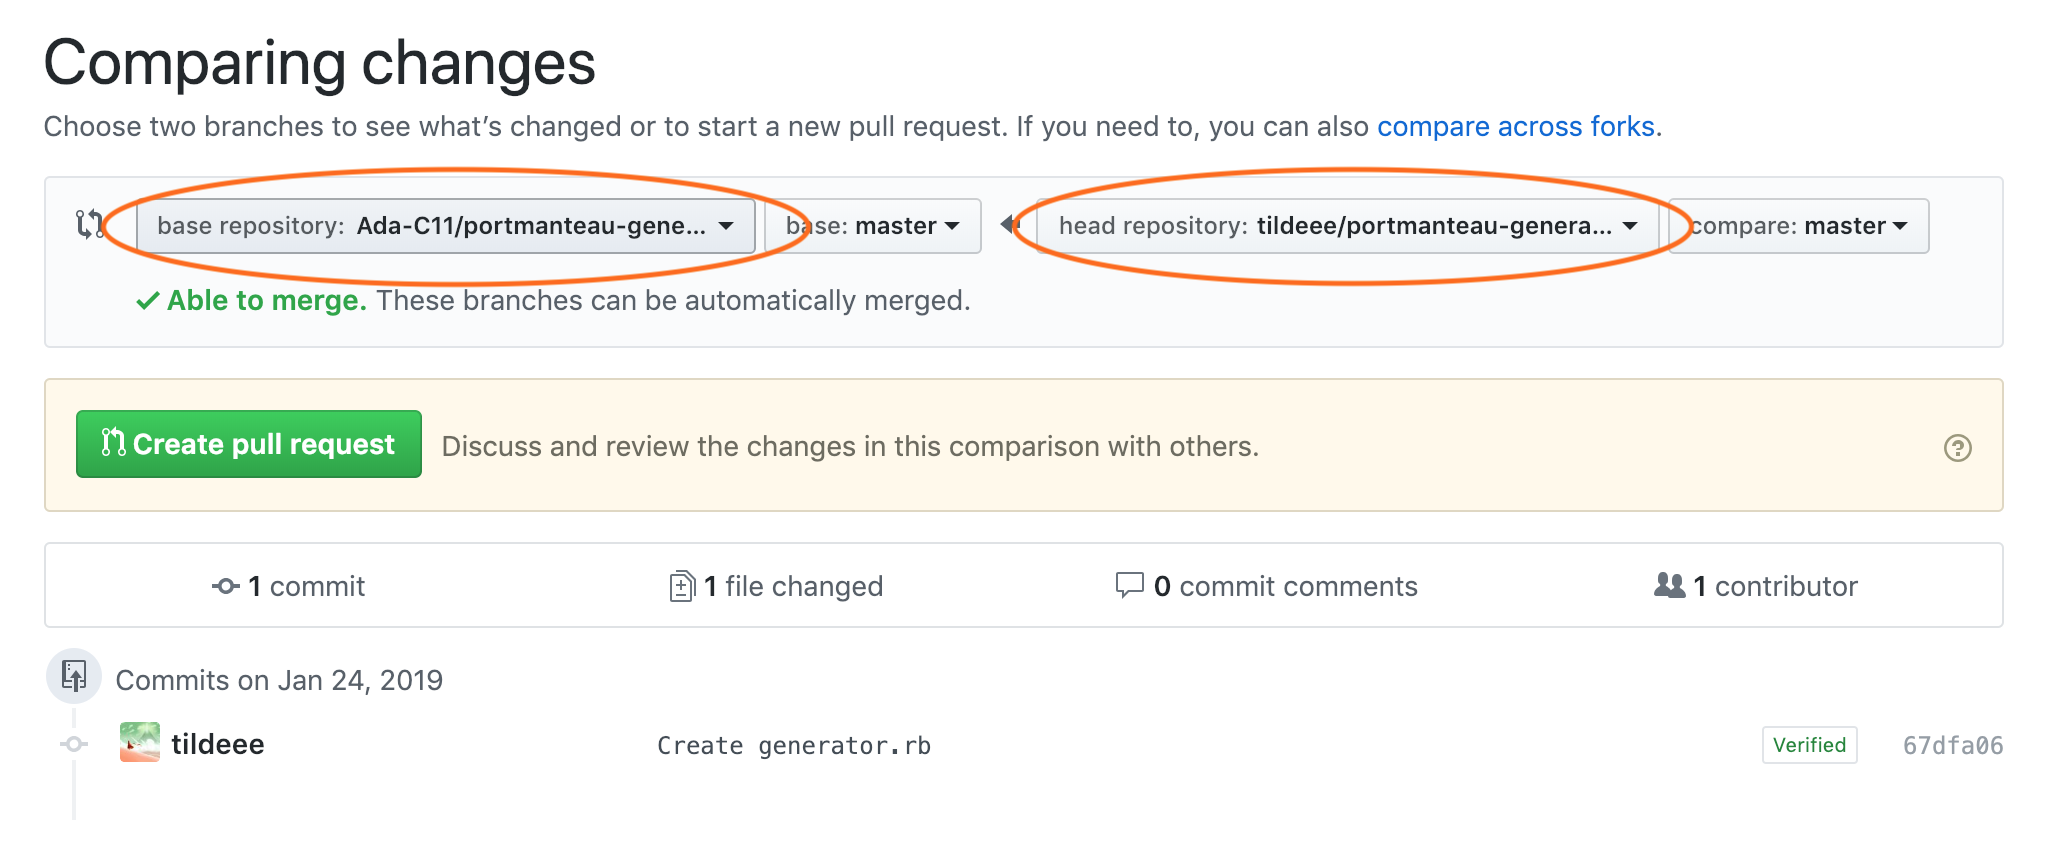 Comparing changes
Choose two branches to see what's changed or to start a new pull request. If you need to, you can also compare across forks.
base repository: Ada-C11/portmanteau-gene... base: master head repository: tildeee/portmanteau-genera... compare: master
Able to merge. These branches can be automatically merged.
Create pull request Discuss and review the changes in this comparison with others.
1 commit 1 file changed 0 commit comments 1 contributor
Commits on Jan 24, 2019
tildeee Create generator.rb Verified 67dfa06